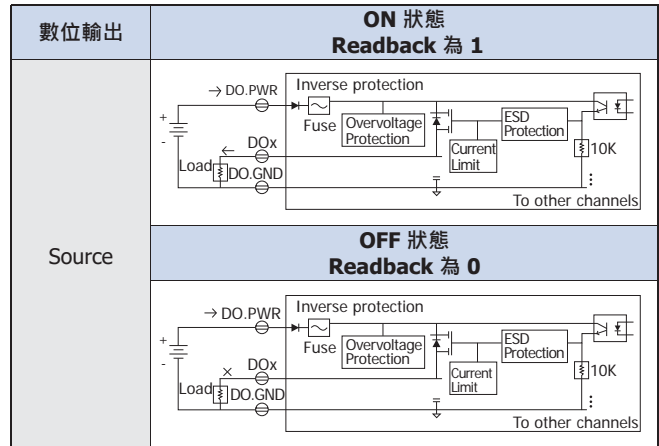 數位輸出
ON 狀態
Readback 為 1
Source
→ DO.PWR
Inverse protection
+
-
Fuse
Overvoltage
Protection
ESD
Protection
← DOx
Current
Limit
10K
Load
DO.GND
To other channels
OFF 狀態
Readback 為 0
→ DO.PWR
Inverse protection
+
-
Fuse
Overvoltage
Protection
ESD
Protection
× DOx
Current
Limit
10K
Load
DO.GND
To other channels